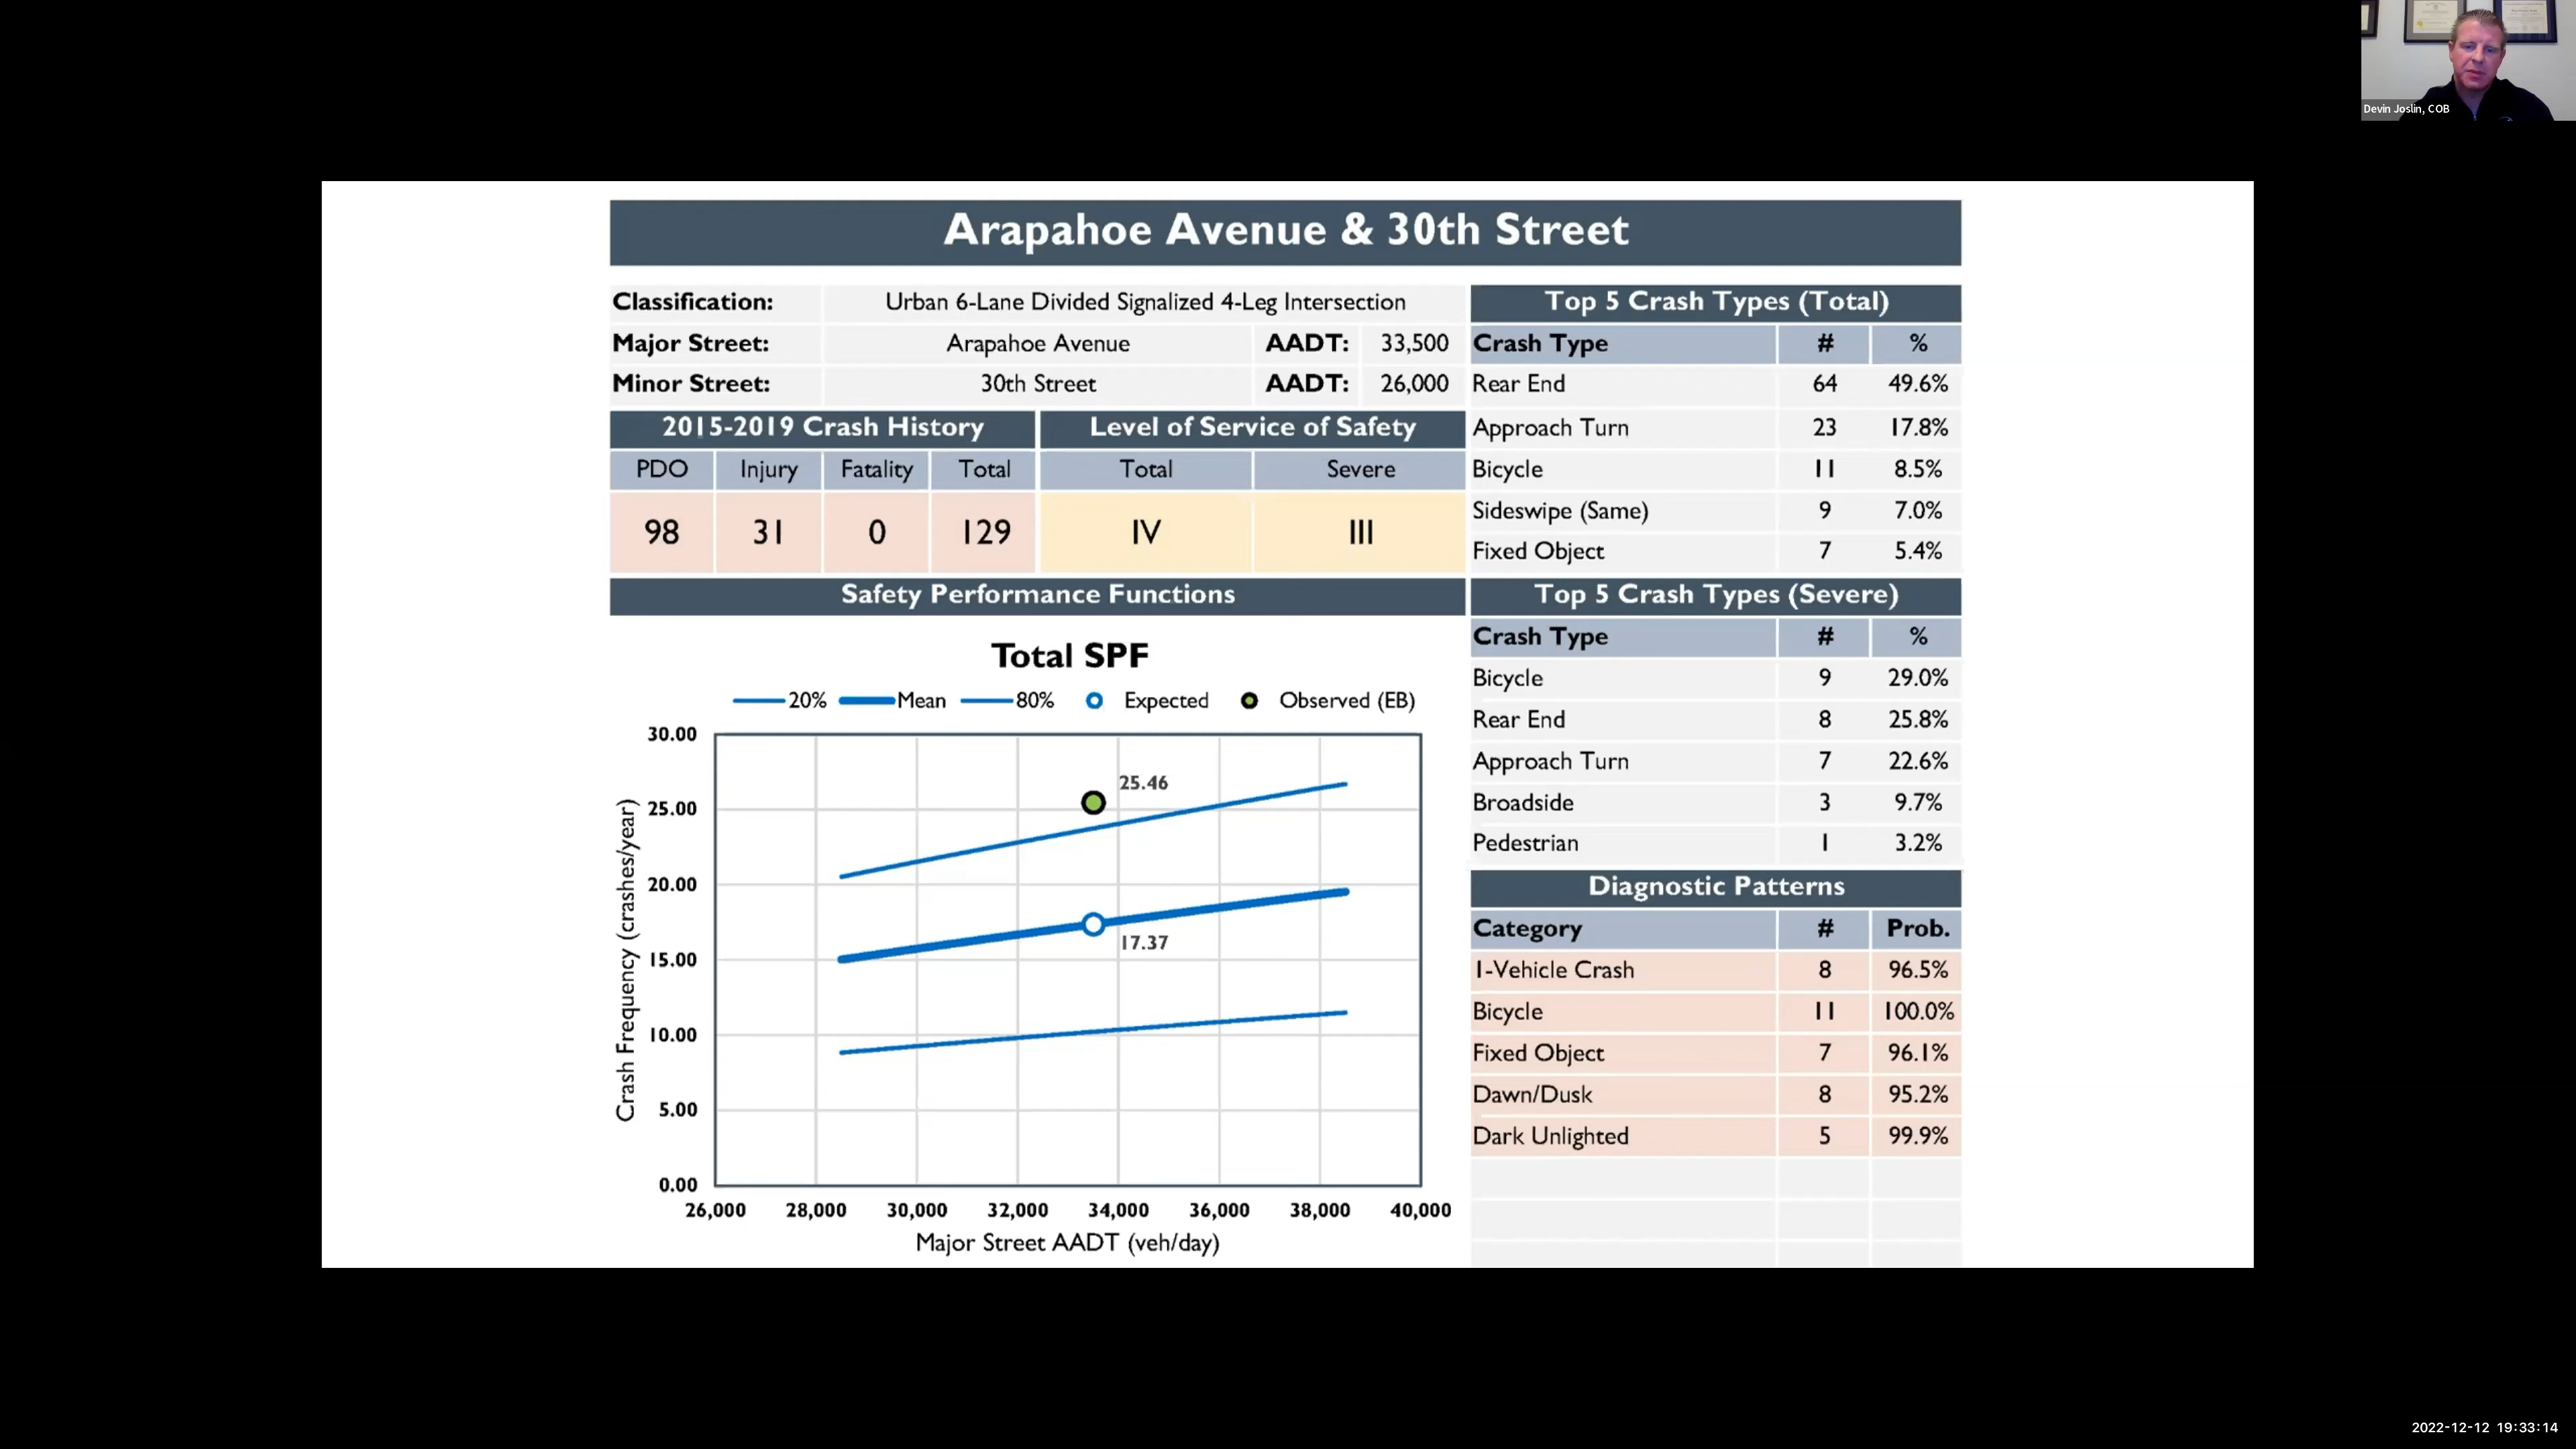 Devin Joslin, COB
Arapahoe Avenue & 30th Street
Classification: Urban 6-Lane Divided Signalized 4-Leg Intersection
Major Street: Arapahoe Avenue AADT: 33,500
Minor Street: 30th Street AADT: 26,000
2015-2019 Crash History Level of Service of Safety
PDO Injury Fatality Total Total Severe
98 31 0 129 IV III
Safety Performance Functions
Total SPF
20% Mean 80% Expected Observed (EB)
30.00
25.00
20.00
15.00
10.00
5.00
0.00
Crash Frequency (crashes/year)
25.46
17.37
26,000 28,000 30,000 32,000 34,000 36,000 38,000 40,000
Major Street AADT (veh/day)
Top 5 Crash Types (Total)
Crash Type # %
Rear End 64 49.6%
Approach Turn 23 17.8%
Bicycle 11 8.5%
Sideswipe (Same) 9 7.0%
Fixed Object 7 5.4%
Top 5 Crash Types (Severe)
Crash Type # %
Bicycle 9 29.0%
Rear End 8 25.8%
Approach Turn 7 22.6%
Broadside 3 9.7%
Pedestrian 1 3.2%
Diagnostic Patterns
Category # Prob.
1-Vehicle Crash 8 96.5%
Bicycle 11 100.0%
Fixed Object 7 96.1%
Dawn/Dusk 8 95.2%
Dark Unlighted 5 99.9%
2022-12-12 19:33:14